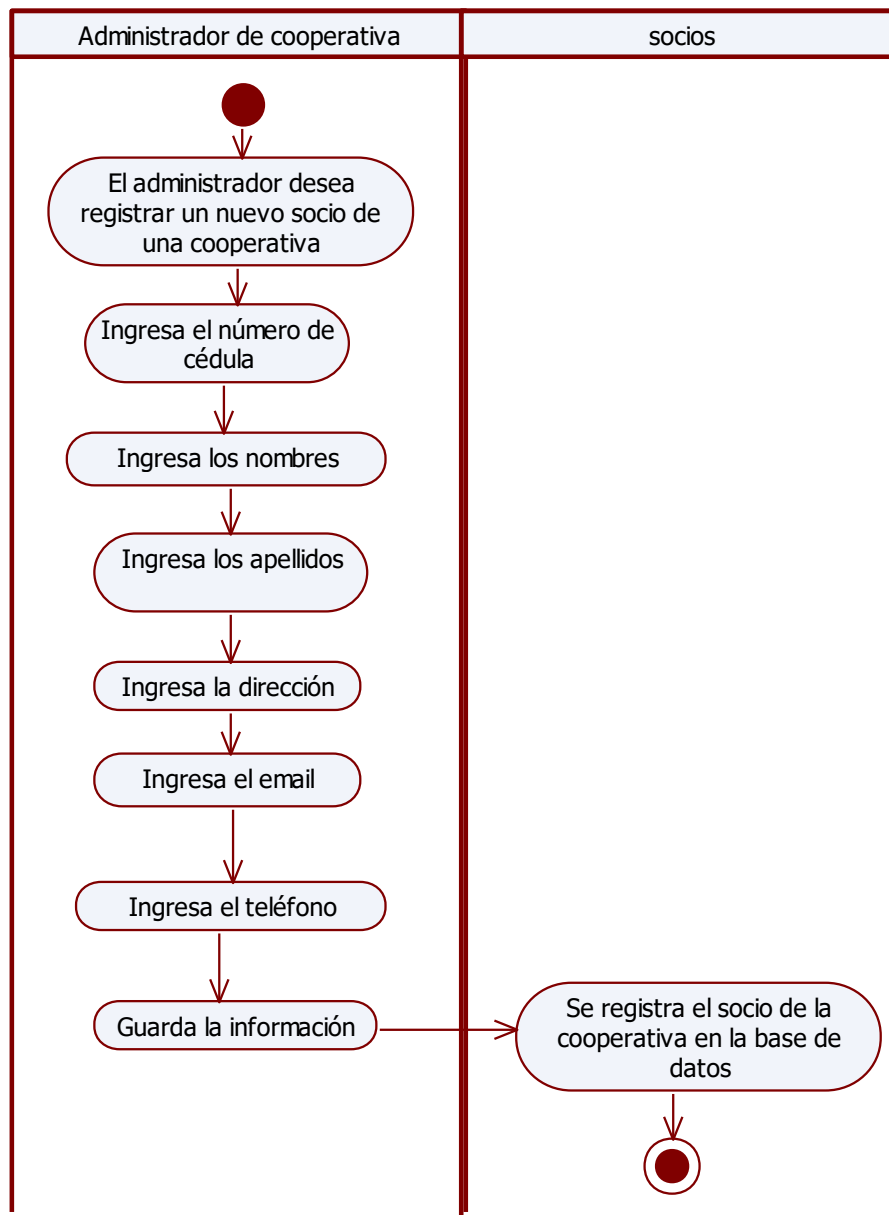 Administrador de cooperativa
socios
El administrador desea
registrar un nuevo socio de
una cooperativa
Ingresa el número de
cédula
Ingresa los nombres
Ingresa los apellidos
Ingresa la dirección
Ingresa el email
Ingresa el teléfono
Guarda la información
Se registra el socio de la
cooperativa en la base de
datos